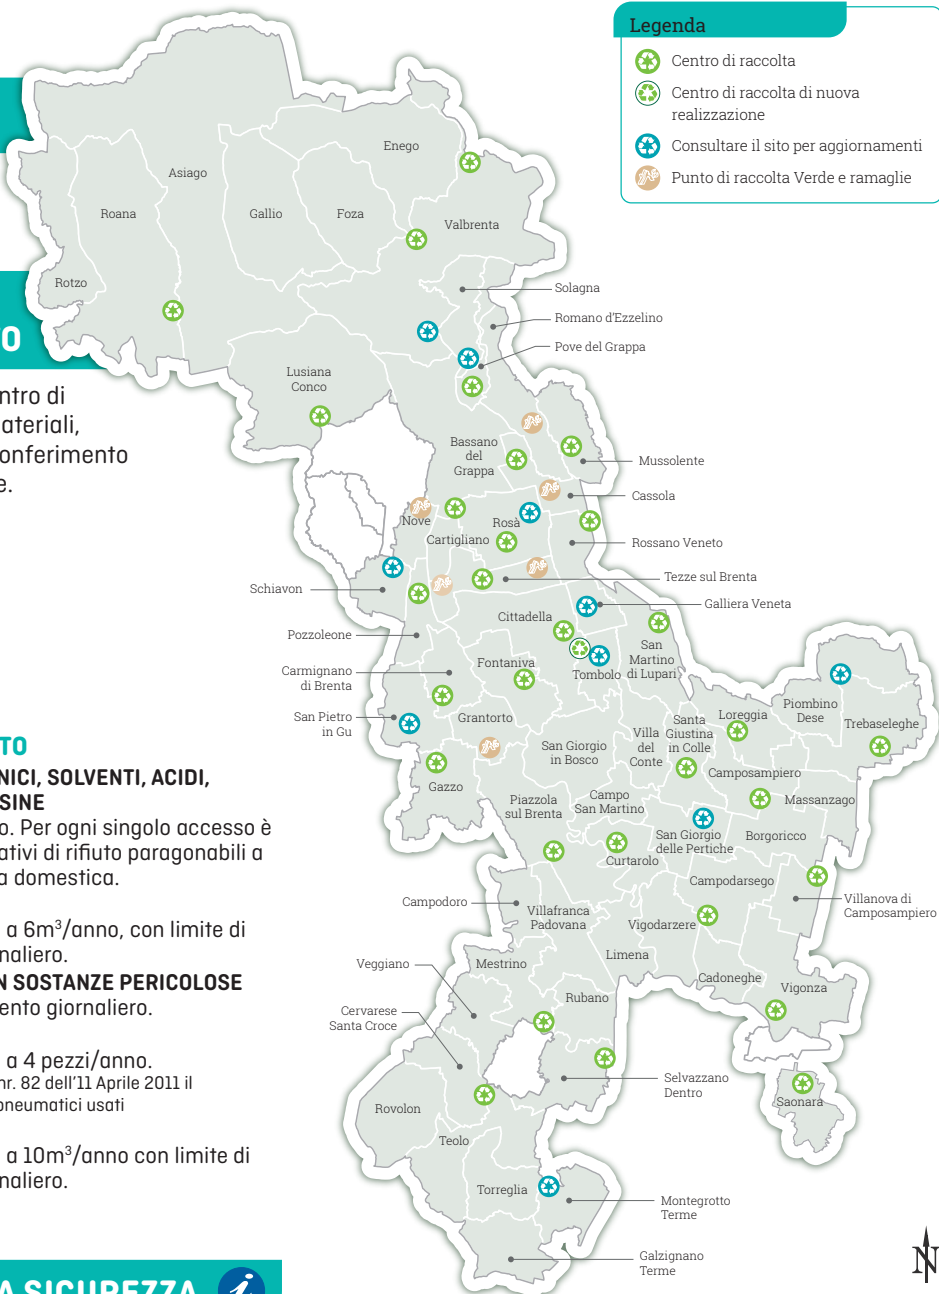 Legenda
Centro di raccolta
Centro di raccolta di nuova
realizzazione
Consultare il sito per aggiornamenti
Punto di raccolta Verde e ramaglie
Enego
Asiago
Roana
Gallio
Foza
Valbrenta
Rotzo
Solagna
Romano d'Ezzelino
Pove del Grappa
Lusiana
Conco
Bassano
del
Grappa
Mussolente
Cassola
Nove
Rosà
Cartigliano
Rossano Veneto
Tezze sul Brenta
Schiavon
Galliera Veneta
Cittadella
Pozzoleone
San
Martino
di Lupari
Tombolo
Fontaniva
Carmignano
di Brenta
San Pietro
in Gu
Grantorto
Piombino
Dese
Loreggia
Trebaseleghe
Santa
Giustina
in Colle
Villa
del
Conte
San Giorgio
in Bosco
Camposampiero
Gazzo
Massanzago
Piazzola
sul Brenta
Campo
San Martino
San Giorgio
delle Pertiche
Borgoricco
Curtarolo
Campodarsego
Villanova di
Camposampiero
Campodoro
Villafranca
Padovana
Vigodarzere
Limena
Veggiano
Mestrino
Cadoneghe
Vigonza
Rubano
Cervarese
Santa Croce
Selvazzano
Dentro
Saonara
Rovolon
Teolo
Torreglia
Montegrotto
Terme
Galzignano
Terme
N
TO
ntro di
ateriali,
onferimento
e.
TO
NICI, SOLVENTI, ACIDI,
SINE
o. Per ogni singolo accesso è
ativi di rifiuto paragonabili a
a domestica.
a 6m³/anno, con limite di
naliero.
N SOSTANZE PERICOLOSE
ento giornaliero.
a 4 pezzi/anno.
nr. 82 dell'11 Aprile 2011 il
pneumatici usati
a 10m³/anno con limite di
naliero.
A SICUREZZA
i